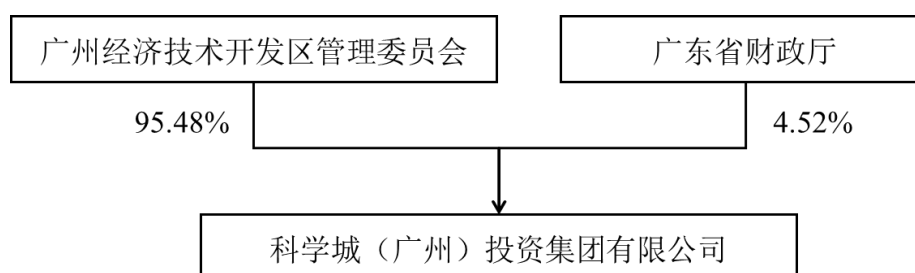 广州经济技术开发区管理委员会
广东省财政厅
95.48%
4.52%
科学城（广州）投资集团有限公司